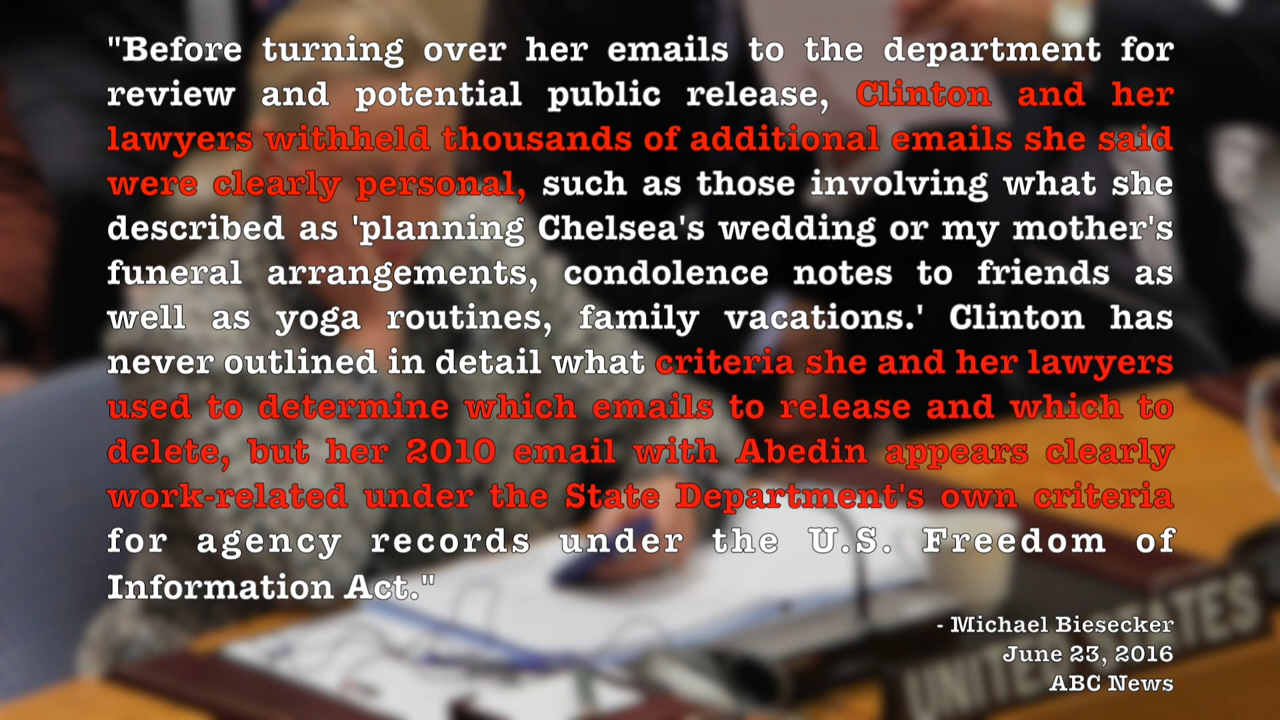 "Before turning over her emails to the department for
review and potential public release, Clinton and her
lawyers withheld thousands of additional emails she said
were clearly personal, such as those involving what she
described as 'planning Chelsea's wedding or my mother's
funeral arrangements, condolence notes to friends as
well as yoga routines, family vacations.' Clinton has
never outlined in detail what criteria she and her lawyers
used to determine which emails to release and which to
delete, but her 2010 email with Abedin appears clearly
work-related under the State Department's own criteria
for agency records under the U.S. Freedom of
Information Act."
- Michael Biesecker
June 23, 2016
ABC News
UNITED STATES